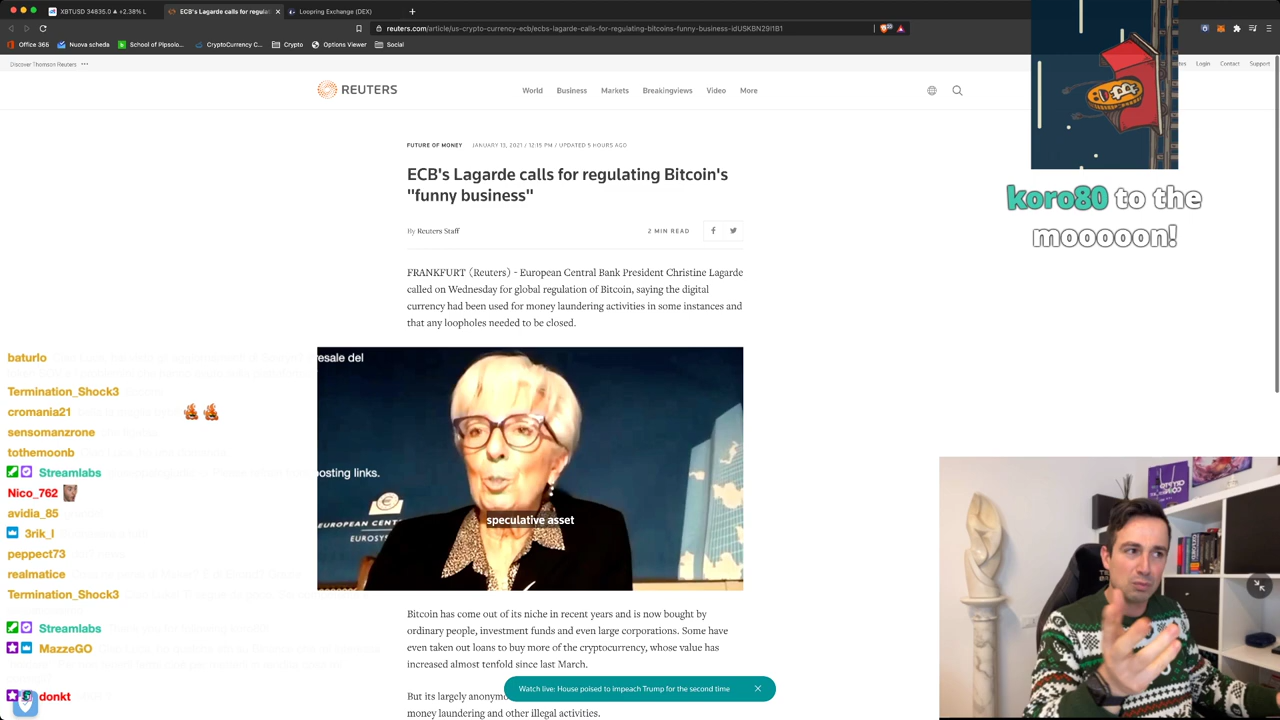 XBTUSD 34835.0 ▲ +2.38% L
ECB's Lagarde calls for regulat
Loopring Exchange (DEX)
reuters.com/article/us-crypto-currency-ecb/ecbs-lagarde-calls-for-regulating-bitcoins-funny-business-idUSKBN29I1B1
Office 365
Nuova scheda
School of Pipsolo...
CryptoCurrency C...
Crypto
Options Viewer
Social
Discover Thomson Reuters
Login
Contact
Support
REUTERS
World
Business
Markets
Breakingviews
Video
More
FUTURE OF MONEY
JANUARY 13, 2021 / 12:15 PM / UPDATED 5 HOURS AGO
ECB's Lagarde calls for regulating Bitcoin's
"funny business"
By Reuters Staff
2 MIN READ
koro80 to the
mooooon!
FRANKFURT (Reuters) - European Central Bank President Christine Lagarde
called on Wednesday for global regulation of Bitcoin, saying the digital
currency had been used for money laundering activities in some instances and
that any loopholes needed to be closed.
esale del
posting links.
EUROPEAN CENT
EUROSY
speculative asset
baturlo
Termination_Shock3
cromania21
sensomanzrone
tothemoonb
Streamlabs
Nico_762
avidia_85
3rik_l
peppect73
realmatice
Termination_Shock3
Streamlabs
MazzeGO
donkt
Bitcoin has come out of its niche in recent years and is now bought by
ordinary people, investment funds and even large corporations. Some have
even taken out loans to buy more of the cryptocurrency, whose value has
increased almost tenfold since last March.
But its largely anonym
money laundering and other illegal activities.
Watch live: House poised to impeach Trump for the second time